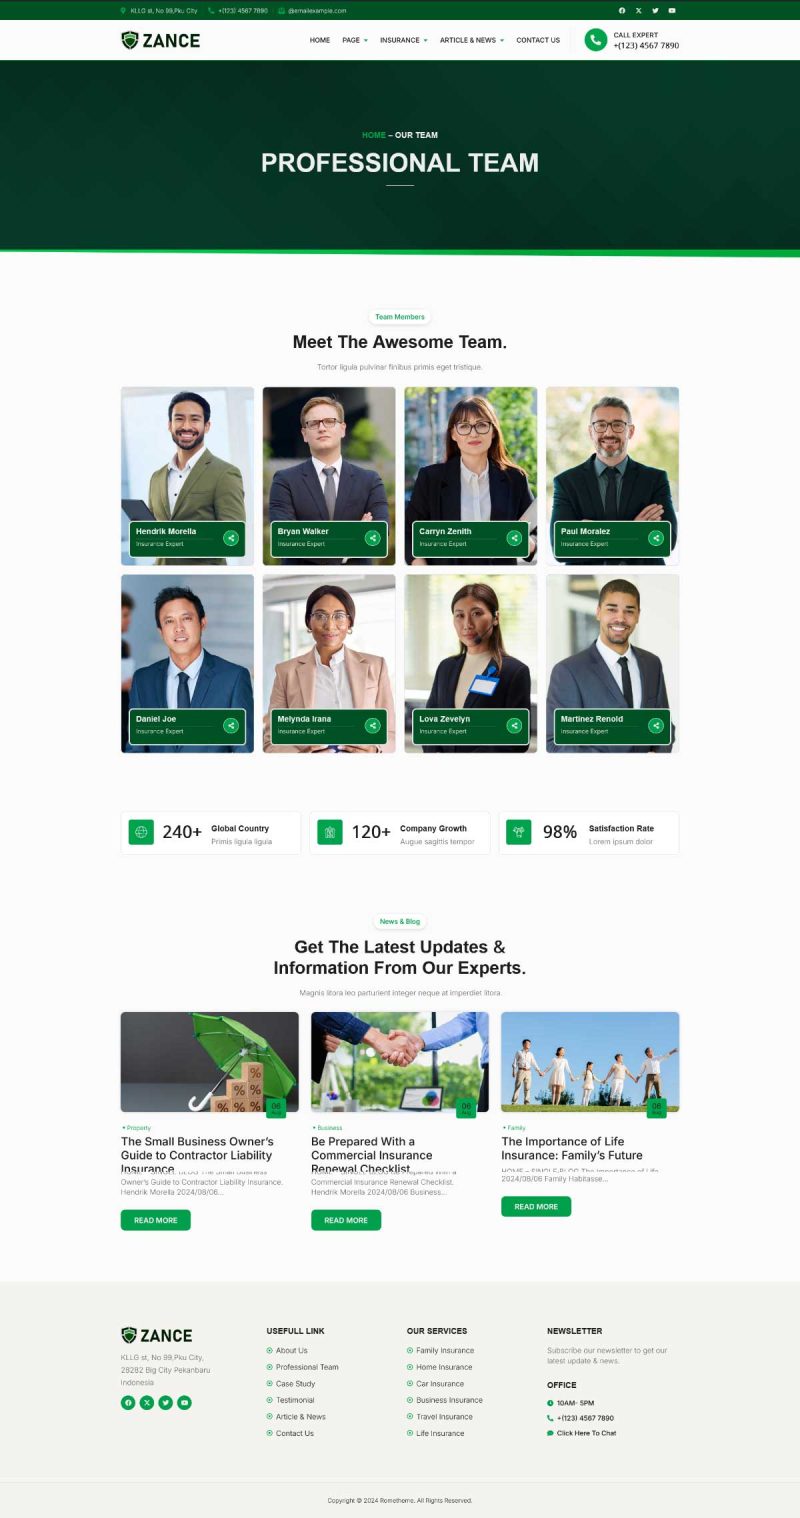 KLLG st, No 99,Pku City +(123) 4567 7890 @emailexample.com
ZANCE HOME PAGE INSURANCE ARTICLE & NEWS CONTACT US CALL EXPERT
+(123) 4567 7890
HOME – OUR TEAM
PROFESSIONAL TEAM
Team Members
Meet The Awesome Team.
Tortor ligula pulvinar finibus primis eget tristique.
Hendrik Morella
Insurance Expert
Bryan Walker
Insurance Expert
Carryn Zenith
Insurance Expert
Paul Moralez
Insurance Expert
Daniel Joe
Insurance Expert
Melynda Irana
Insurance Expert
Lova Zevelyn
Insurance Expert
Martinez Renold
Insurance Expert
240+ Global Country
Primis ligula ligula
120+ Company Growth
Augue sagittis tempor
98% Satisfaction Rate
Lorem ipsum dolor
News & Blog
Get The Latest Updates &
Information From Our Experts.
Magnis litora leo parturient integer neque at imperdiet litora.
06
Aug
Property
The Small Business Owner's
Guide to Contractor Liability
Insurance
Owner's Guide to Contractor Liability Insurance.
Hendrik Morella 2024/08/06...
READ MORE
06
Aug
Business
Be Prepared With a
Commercial Insurance
Renewal Checklist
Commercial Insurance Renewal Checklist.
Hendrik Morella 2024/08/06 Business...
READ MORE
06
Aug
Family
The Importance of Life
Insurance: Family's Future
2024/08/06 Family Habitasse...
READ MORE
ZANCE
KLLG st, No 99,Pku City,
28282 Big City Pekanbaru
Indonesia
USEFULL LINK
About Us
Professional Team
Case Study
Testimonial
Article & News
Contact Us
OUR SERVICES
Family Insurance
Home Insurance
Car Insurance
Business Insurance
Travel Insurance
Life Insurance
NEWSLETTER
Subscribe our newsletter to get our
latest update & news.
OFFICE
10AM- 5PM
+(123) 4567 7890
Click Here To Chat
Copyright © 2024 Rometheme. All Rights Reserved.